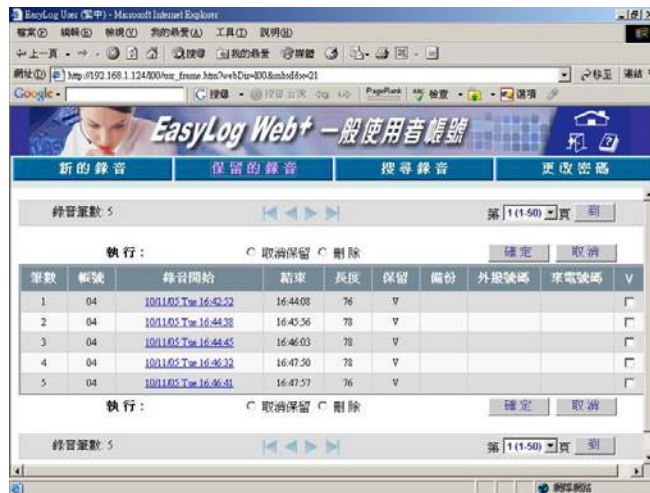 EasyLog User (繁中) - Microsoft Internet Explorer
檔案(F) 編輯(E) 檢視(V) 我的最愛(A) 工具(T) 說明(H)
上一頁 搜尋 我的最愛 媒體
網址(D) http://192.168.1.124/100/usr_frame.htm?webDir=100&mbxIdx=21 移至 連結
Google 搜尋 PageRank 檢查 選項
EasyLog Web+ 一般使用者帳號
新的錄音 保留的錄音 搜尋錄音 更改密碼
錄音筆數: 5 第 1 (1-50) 頁 到
執行: 取消保留 刪除 確定 取消
筆數 帳號 錄音開始 結束 長度 保留 備份 外撥號碼 來電號碼 V
1 04 10/11/05 Tue 16:42:52 16:44:08 76 V
2 04 10/11/05 Tue 16:44:38 16:45:56 78 V
3 04 10/11/05 Tue 16:44:45 16:46:03 78 V
4 04 10/11/05 Tue 16:46:32 16:47:50 78 V
5 04 10/11/05 Tue 16:46:41 16:47:57 76 V
執行: 取消保留 刪除 確定 取消
錄音筆數: 5 第 1 (1-50) 頁 到
網際網路